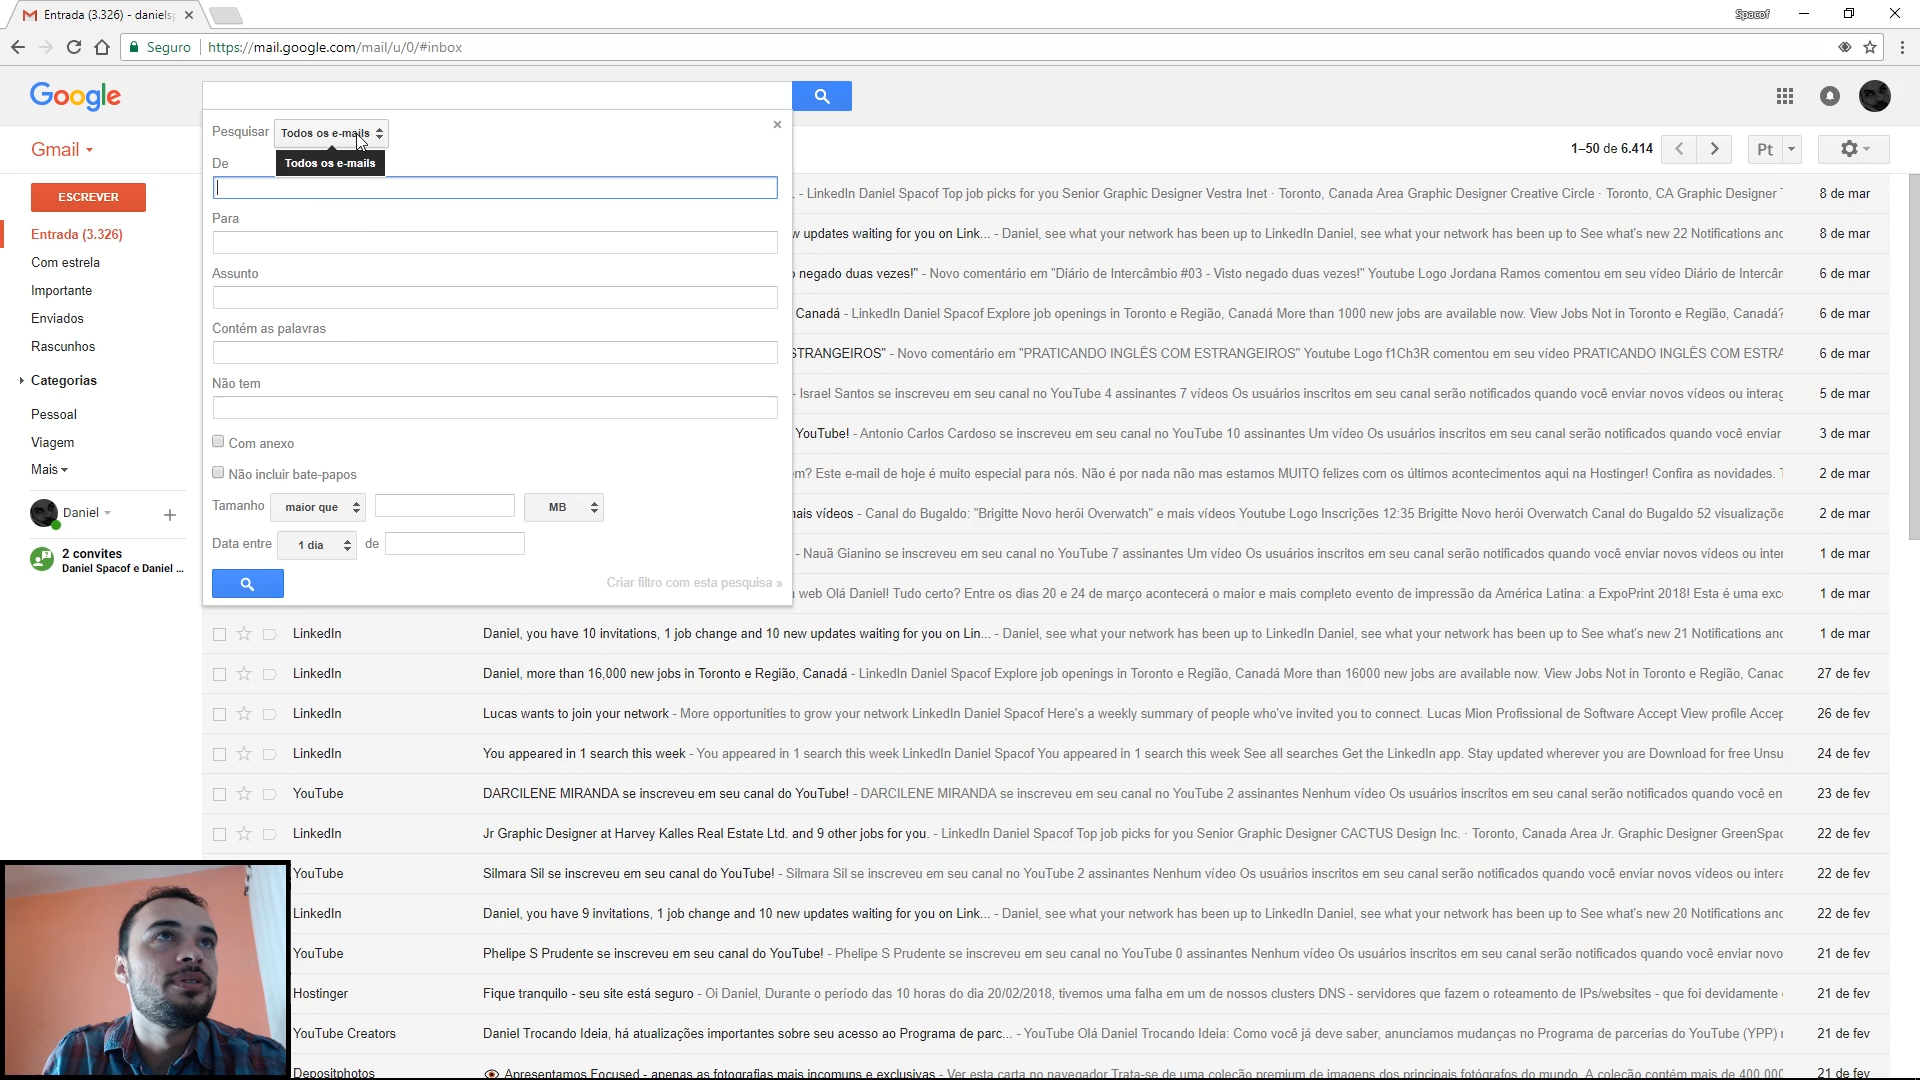 Entrada (3.326) - daniels
Spacof
Seguro https://mail.google.com/mail/u/0/#inbox
Google
Gmail
Pesquisar Todos os e-mails
Todos os e-mails
De
Para
Assunto
Contém as palavras
Não tem
Com anexo
Não incluir bate-papos
Tamanho maior que MB
Data entre 1 dia de
Criar filtro com esta pesquisa »
1–50 de 6.414
Pt
ESCREVER
Entrada (3.326)
Com estrela
Importante
Enviados
Rascunhos
Categorias
Pessoal
Viagem
Mais
Daniel
2 convites
Daniel Spacof e Daniel ...
- LinkedIn Daniel Spacof Top job picks for you Senior Graphic Designer Vestra Inet · Toronto, Canada Area Graphic Designer Creative Circle · Toronto, CA Graphic Designer 8 de mar
updates waiting for you on Link... - Daniel, see what your network has been up to LinkedIn Daniel, see what your network has been up to See what's new 22 Notifications and 8 de mar
negado duas vezes!" - Novo comentário em "Diário de Intercâmbio #03 - Visto negado duas vezes!" Youtube Logo Jordana Ramos comentou em seu vídeo Diário de Intercân 6 de mar
Canadá - LinkedIn Daniel Spacof Explore job openings in Toronto e Região, Canadá More than 1000 new jobs are available now. View Jobs Not in Toronto e Região, Canadá? 6 de mar
STRANGEIROS" - Novo comentário em "PRATICANDO INGLÊS COM ESTRANGEIROS" Youtube Logo f1Ch3R comentou em seu vídeo PRATICANDO INGLÊS COM ESTRA 6 de mar
- Israel Santos se inscreveu em seu canal no YouTube 4 assinantes 7 vídeos Os usuários inscritos em seu canal serão notificados quando você enviar novos vídeos ou interag 5 de mar
YouTube! - Antonio Carlos Cardoso se inscreveu em seu canal no YouTube 10 assinantes Um vídeo Os usuários inscritos em seu canal serão notificados quando você enviar 3 de mar
m? Este e-mail de hoje é muito especial para nós. Não é por nada não mas estamos MUITO felizes com os últimos acontecimentos aqui na Hostinger! Confira as novidades. 2 de mar
mais vídeos - Canal do Bugaldo: "Brigitte Novo herói Overwatch" e mais vídeos Youtube Logo Inscrições 12:35 Brigitte Novo herói Overwatch Canal do Bugaldo 52 visualizaçõe 2 de mar
- Nauã Gianino se inscreveu em seu canal no YouTube 7 assinantes Um vídeo Os usuários inscritos em seu canal serão notificados quando você enviar novos vídeos ou inter 1 de mar
web Olá Daniel! Tudo certo? Entre os dias 20 e 24 de março acontecerá o maior e mais completo evento de impressão da América Latina: a ExpoPrint 2018! Esta é uma exc 1 de mar
LinkedIn Daniel, you have 10 invitations, 1 job change and 10 new updates waiting for you on Lin... - Daniel, see what your network has been up to LinkedIn Daniel, see what your network has been up to See what's new 21 Notifications and 1 de mar
LinkedIn Daniel, more than 16,000 new jobs in Toronto e Região, Canadá - LinkedIn Daniel Spacof Explore job openings in Toronto e Região, Canadá More than 16000 new jobs are available now. View Jobs Not in Toronto e Região, Canad 27 de fev
LinkedIn Lucas wants to join your network - More opportunities to grow your network LinkedIn Daniel Spacof Here's a weekly summary of people who've invited you to connect. Lucas Mion Profissional de Software Accept View profile Accep 26 de fev
LinkedIn You appeared in 1 search this week - You appeared in 1 search this week LinkedIn Daniel Spacof You appeared in 1 search this week See all searches Get the LinkedIn app. Stay updated wherever you are Download for free Unsu 24 de fev
YouTube DARCILENE MIRANDA se inscreveu em seu canal do YouTube! - DARCILENE MIRANDA se inscreveu em seu canal no YouTube 2 assinantes Nenhum vídeo Os usuários inscritos em seu canal serão notificados quando você en 23 de fev
LinkedIn Jr Graphic Designer at Harvey Kalles Real Estate Ltd. and 9 other jobs for you. - LinkedIn Daniel Spacof Top job picks for you Senior Graphic Designer CACTUS Design Inc. · Toronto, Canada Area Jr. Graphic Designer GreenSpac 22 de fev
YouTube Silmara Sil se inscreveu em seu canal do YouTube! - Silmara Sil se inscreveu em seu canal no YouTube 2 assinantes Nenhum vídeo Os usuários inscritos em seu canal serão notificados quando você enviar novos vídeos ou intera 22 de fev
LinkedIn Daniel, you have 9 invitations, 1 job change and 10 new updates waiting for you on Link... - Daniel, see what your network has been up to LinkedIn Daniel, see what your network has been up to See what's new 20 Notifications and 22 de fev
YouTube Phelipe S Prudente se inscreveu em seu canal do YouTube! - Phelipe S Prudente se inscreveu em seu canal no YouTube 0 assinantes Nenhum vídeo Os usuários inscritos em seu canal serão notificados quando você enviar novo 21 de fev
Hostinger Fique tranquilo - seu site está seguro - Oi Daniel, Durante o período das 10 horas do dia 20/02/2018, tivemos uma falha em um de nossos clusters DNS - servidores que fazem o roteamento de IPs/websites - que foi devidamente 21 de fev
YouTube Creators Daniel Trocando Ideia, há atualizações importantes sobre seu acesso ao Programa de parc... - YouTube Olá Daniel Trocando Ideia: Como você já deve saber, anunciamos mudanças no Programa de parcerias do YouTube (YPP) 21 de fev
Depositphotos Apresentamos Focused - apenas as fotografias mais incomuns e exclusivas - Ver esta carta no navegador Trata-se de uma coleção premium de imagens dos principais fotógrafos do mundo. A coleção contém mais de 400.000 21 de fev